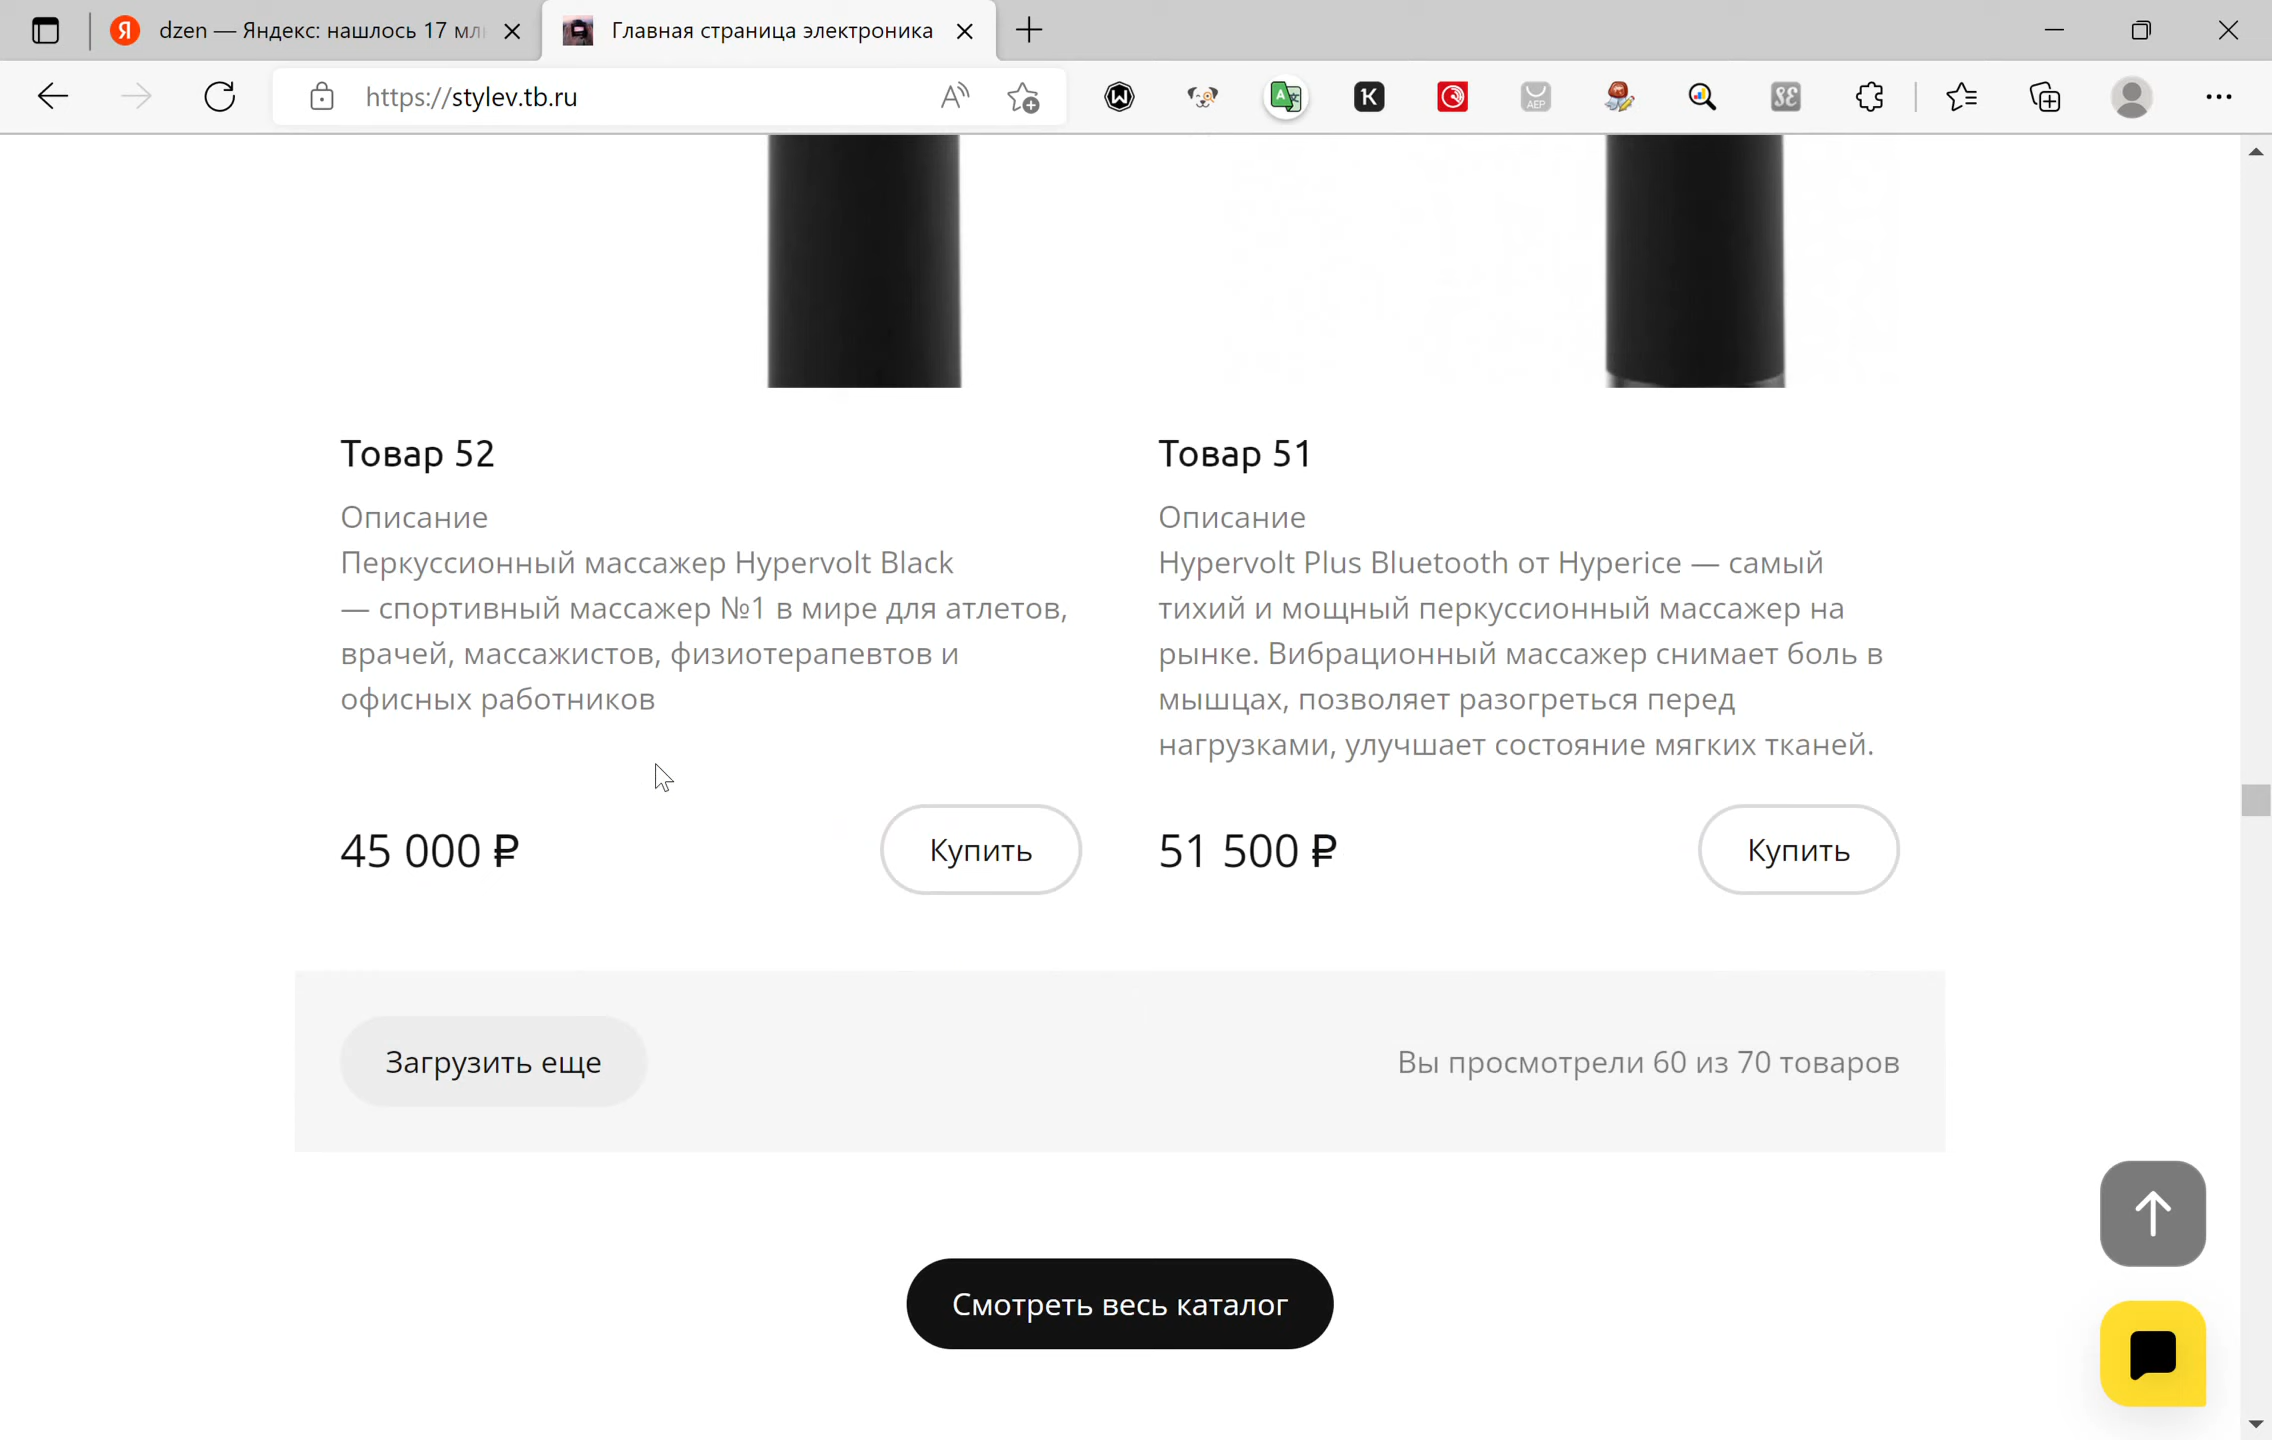 dzen — Яндекс: нашлось 17 мл
Главная страница электроника
https://stylev.tb.ru
Товар 52
Описание
Перкуссионный массажер Hypervolt Black
— спортивный массажер №1 в мире для атлетов,
врачей, массажистов, физиотерапевтов и
офисных работников
45 000 ₽
Купить
Товар 51
Описание
Hypervolt Plus Bluetooth от Hyperice — самый
тихий и мощный перкуссионный массажер на
рынке. Вибрационный массажер снимает боль в
мышцах, позволяет разогреться перед
нагрузками, улучшает состояние мягких тканей.
51 500 ₽
Купить
Загрузить еще
Вы просмотрели 60 из 70 товаров
Смотреть весь каталог